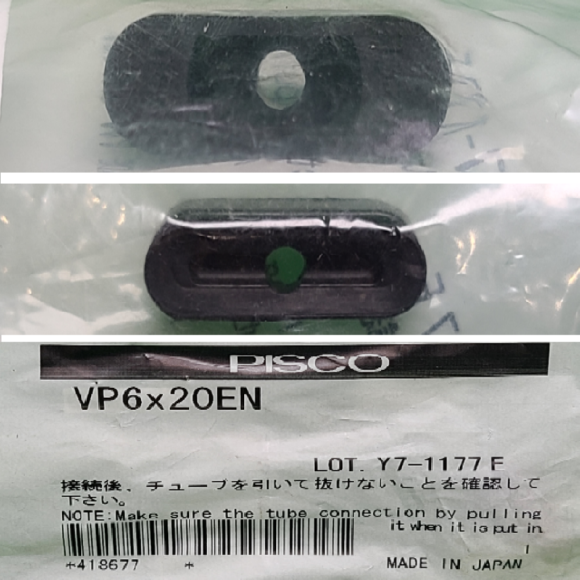 PISCO
VP6x20EN
LOT. Y7-1177 F
接続後、チューブを引いて抜けないことを確認して
下さい。
NOTE:Make sure the tube connection by pulling
it when it is put in.
1
*418677 *
MADE IN JAPAN